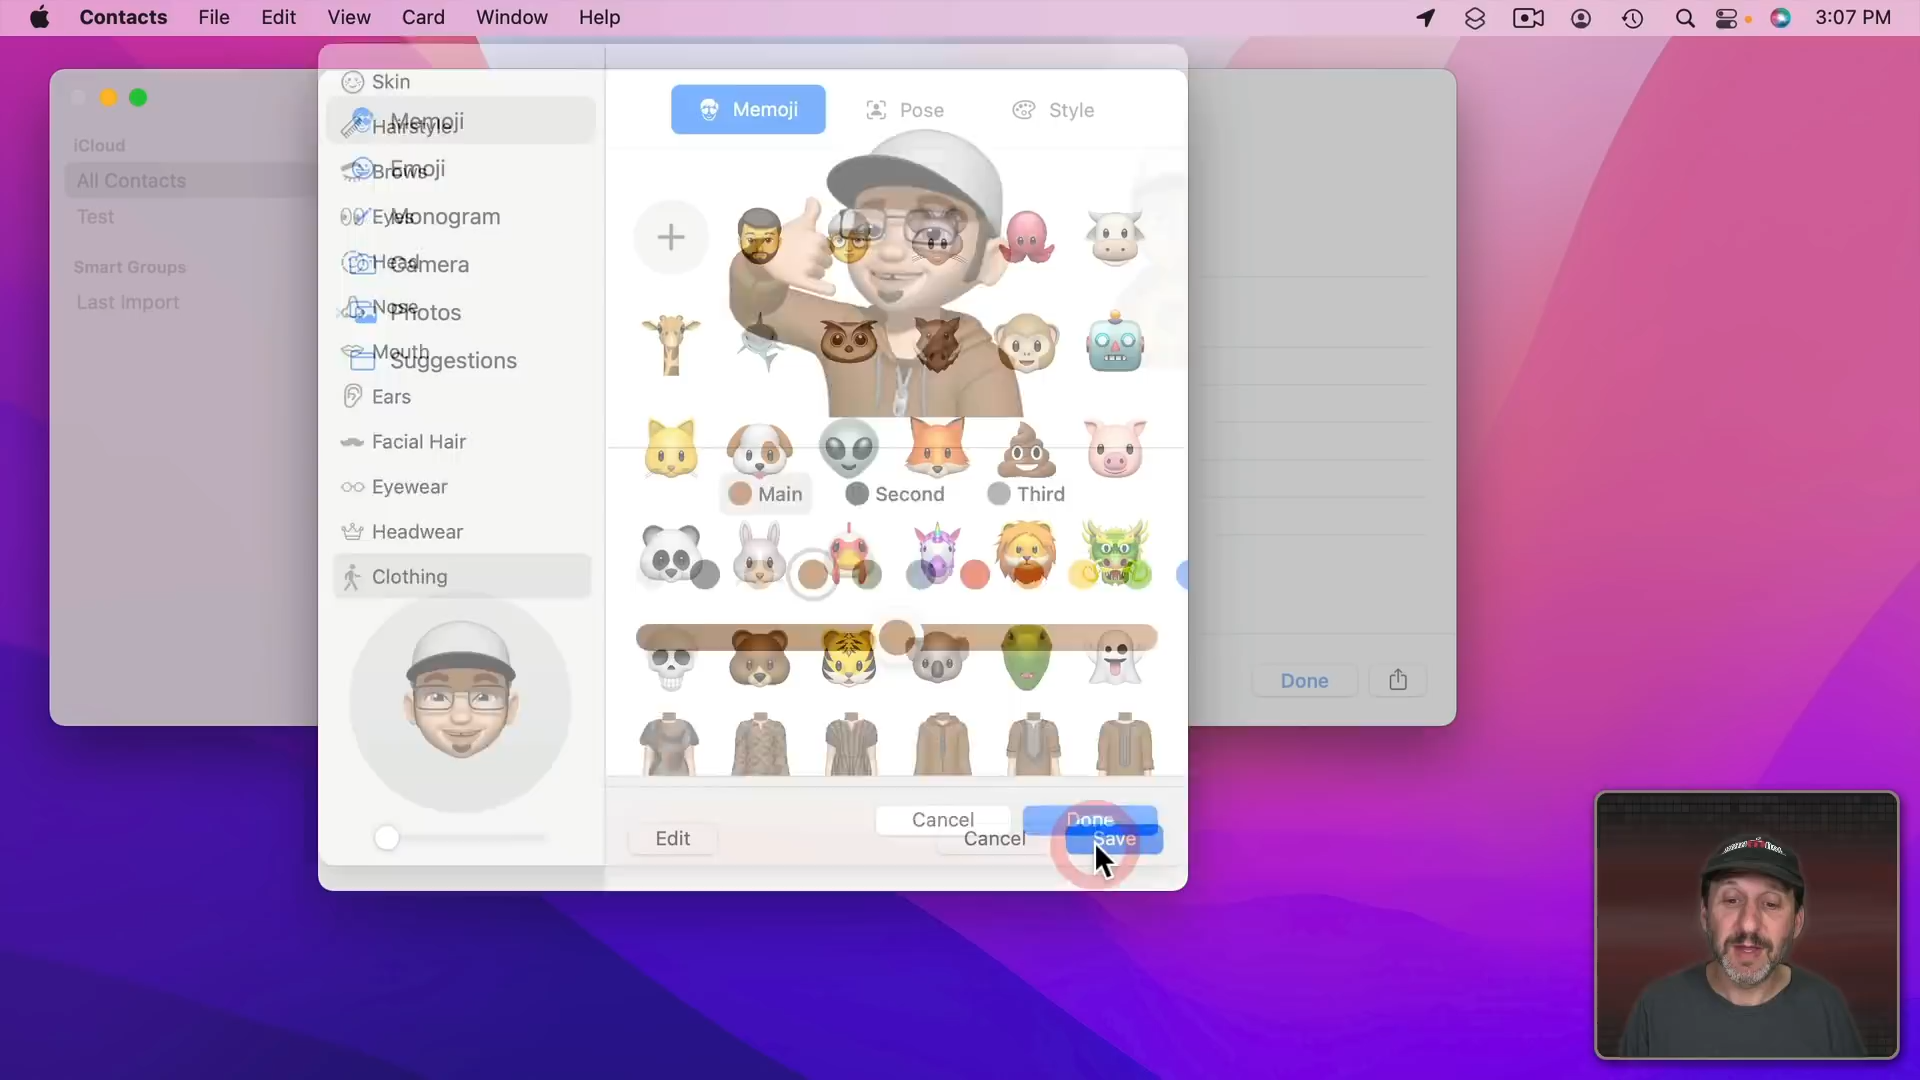 Contacts File Edit View Card Window Help 3:07 PM
iCloud
All Contacts
Test
Smart Groups
Last Import
Skin
Hairstyle
Brows
Eyes
Head
Nose
Mouth
Ears
Facial Hair
Eyewear
Headwear
Clothing
Memoji
Emoji
Monogram
Camera
Photos
Suggestions
Memoji Pose Style
Main Second Third
Cancel Done
Edit Cancel Save
Done